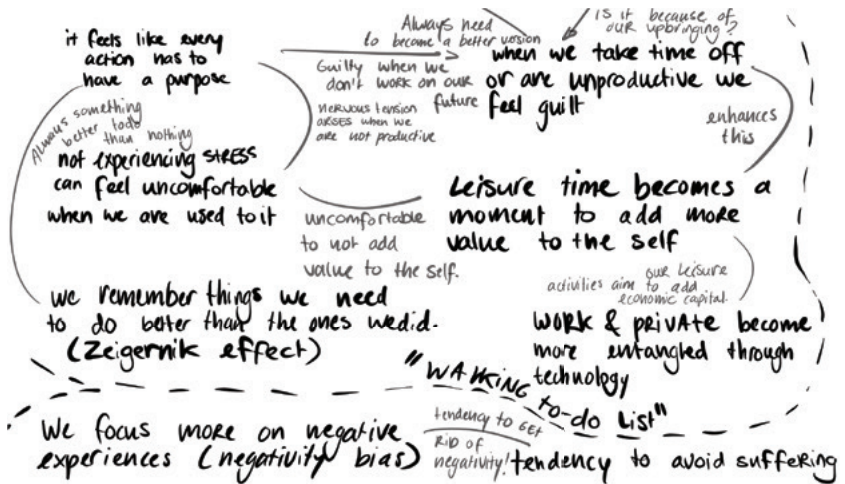 it feels like every
action has to
have a purpose
Always need
to become a better version
is it because of
our upbringing?
when we take time off
or are unproductive we
feel guilt
Guilty when we
don't work on our
future
nervous tension
arises when we
are not productive
enhances
this
Always something
better todo
than nothing
not experiencing stress
can feel uncomfortable
when we are used to it
uncomfortable
to not add
value to the self.
Leisure time becomes a
moment to add more
value to the self
our leisure
activities aim to add
economic capital.
we remember things we need
to do better than the ones we did.
(Zeigernik effect)
WORK & private become
more entangled through
technology
"WALKING
to-do List"
We focus more on negative
experiences (negativity bias)
tendency to GET
RID OF
negativity!
tendency to avoid suffering